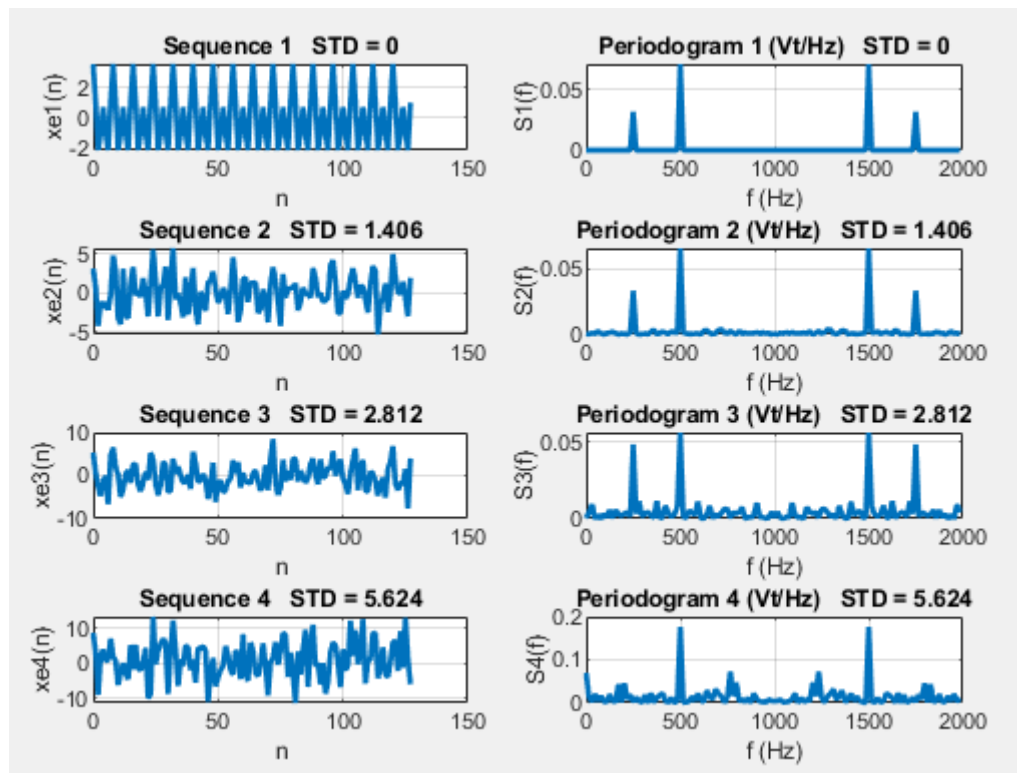 Sequence 1 STD = 0
2
0
-2
xe1(n)
0 50 100 150
n
Periodogram 1 (Vt/Hz) STD = 0
0.05
0
S1(f)
0 500 1000 1500 2000
f (Hz)
Sequence 2 STD = 1.406
5
0
-5
xe2(n)
0 50 100 150
n
Periodogram 2 (Vt/Hz) STD = 1.406
0.05
0
S2(f)
0 500 1000 1500 2000
f (Hz)
Sequence 3 STD = 2.812
10
0
-10
xe3(n)
0 50 100 150
n
Periodogram 3 (Vt/Hz) STD = 2.812
0.05
0
S3(f)
0 500 1000 1500 2000
f (Hz)
Sequence 4 STD = 5.624
10
0
-10
xe4(n)
0 50 100 150
n
Periodogram 4 (Vt/Hz) STD = 5.624
0.2
0.1
0
S4(f)
0 500 1000 1500 2000
f (Hz)